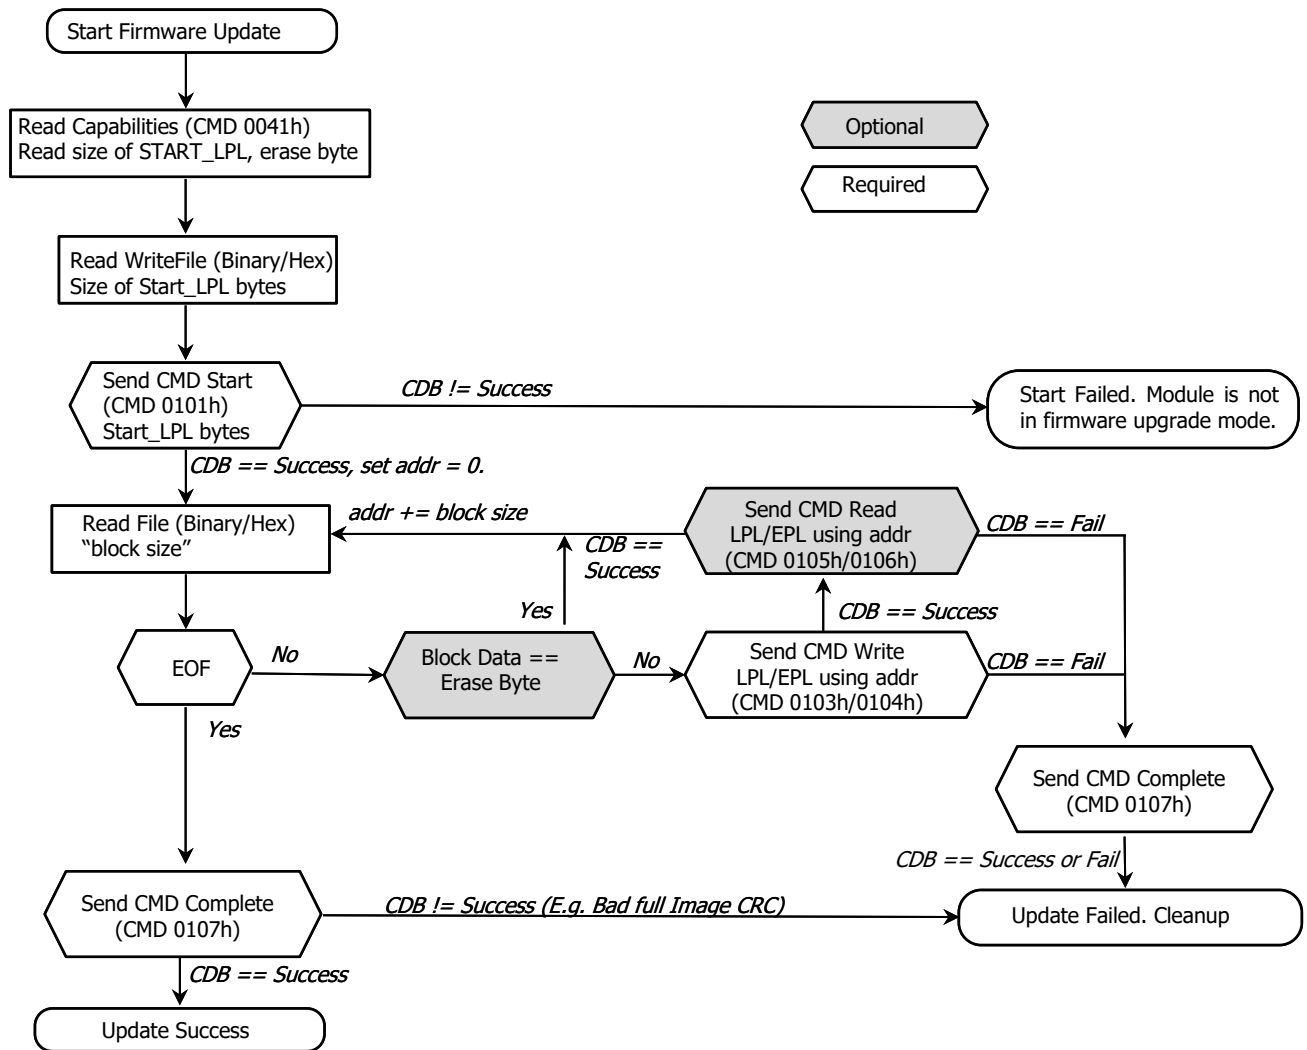 Start Firmware Update
Read Capabilities (CMD 0041h)
Read size of START_LPL, erase byte
Optional
Required
Read WriteFile (Binary/Hex)
Size of Start_LPL bytes
Send CMD Start
(CMD 0101h)
Start_LPL bytes
CDB != Success
Start Failed. Module is not
in firmware upgrade mode.
CDB == Success, set addr = 0.
Read File (Binary/Hex)
“block size”
addr += block size
CDB ==
Success
Send CMD Read
LPL/EPL using addr
(CMD 0105h/0106h)
CDB == Fail
Yes
CDB == Success
EOF
No
Block Data ==
Erase Byte
No
Send CMD Write
LPL/EPL using addr
(CMD 0103h/0104h)
CDB == Fail
Yes
Send CMD Complete
(CMD 0107h)
CDB == Success or Fail
Send CMD Complete
(CMD 0107h)
CDB != Success (E.g. Bad full Image CRC)
Update Failed. Cleanup
CDB == Success
Update Success